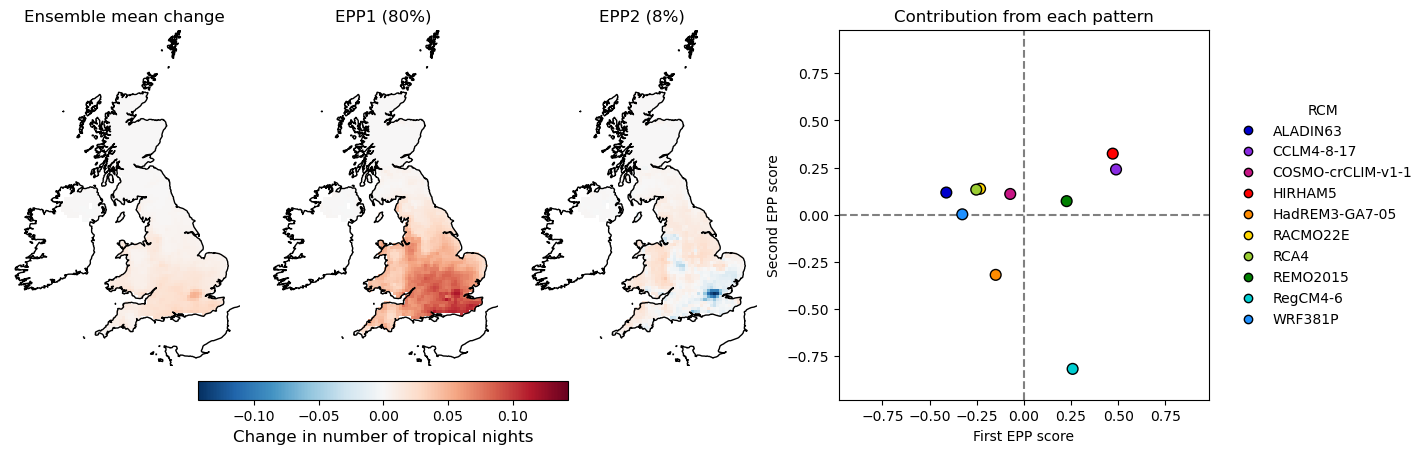 Ensemble mean change
EPP1 (80%)
EPP2 (8%)
Contribution from each pattern
−0.10
−0.05
0.00
0.05
0.10
Change in number of tropical nights
Second EPP score
0.75
0.50
0.25
0.00
−0.25
−0.50
−0.75
−0.75
−0.50
−0.25
0.00
0.25
0.50
0.75
First EPP score
RCM
ALADIN63
CCLM4-8-17
COSMO-crCLIM-v1-1
HIRHAM5
HadREM3-GA7-05
RACMO22E
RCA4
REMO2015
RegCM4-6
WRF381P